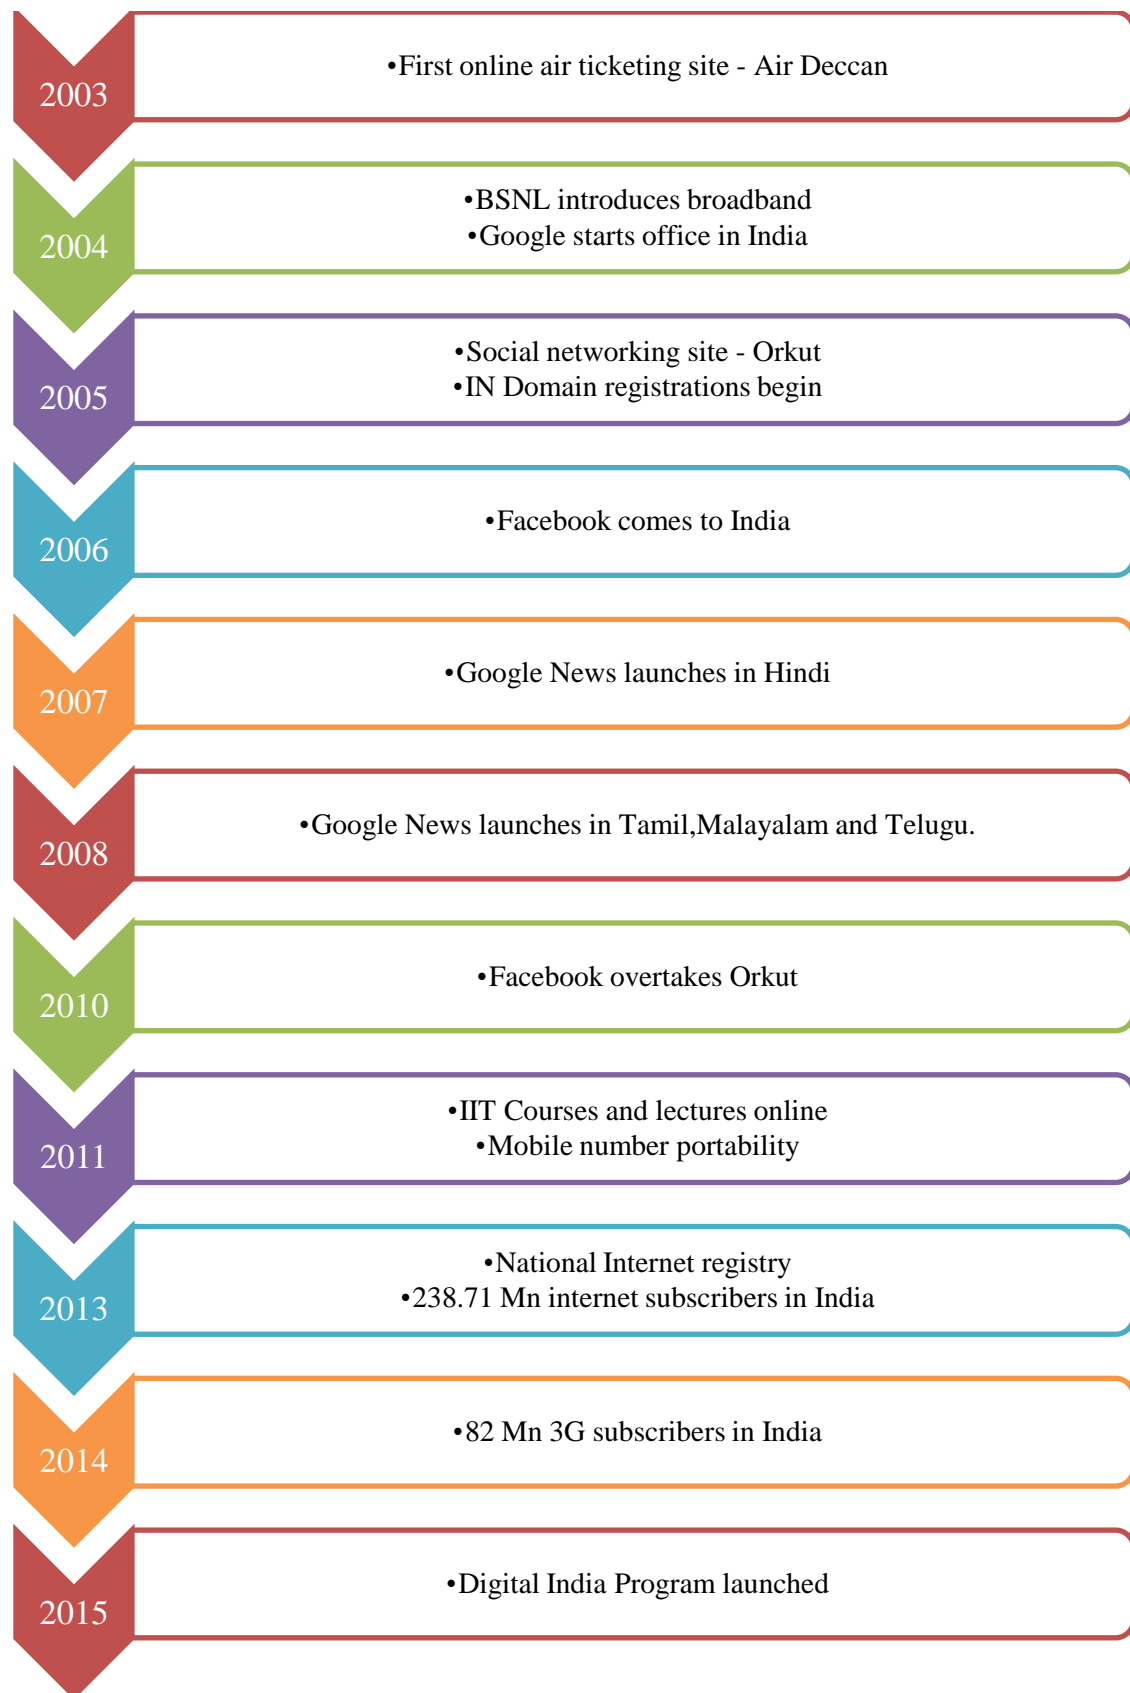 2003
•First online air ticketing site - Air Deccan
2004
•BSNL introduces broadband
•Google starts office in India
2005
•Social networking site - Orkut
•IN Domain registrations begin
2006
•Facebook comes to India
2007
•Google News launches in Hindi
2008
•Google News launches in Tamil,Malayalam and Telugu.
2010
•Facebook overtakes Orkut
2011
•IIT Courses and lectures online
•Mobile number portability
2013
•National Internet registry
•238.71 Mn internet subscribers in India
2014
•82 Mn 3G subscribers in India
2015
•Digital India Program launched